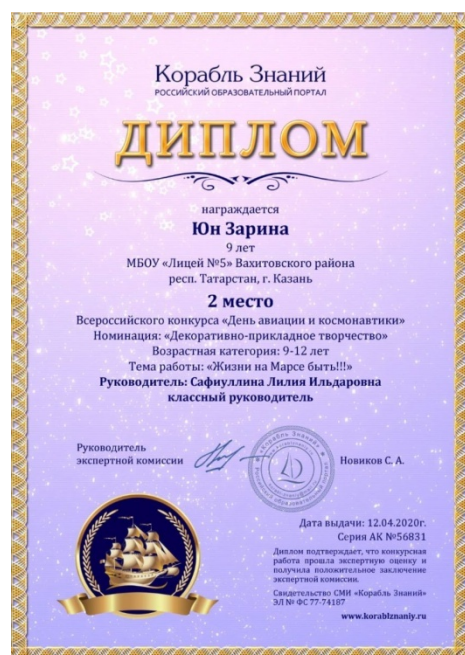 Корабль Знаний
РОССИЙСКИЙ ОБРАЗОВАТЕЛЬНЫЙ ПОРТАЛ
ДИПЛОМ
награждается
Юн Зарина
9 лет
МБОУ «Лицей №5» Вахитовского района
респ. Татарстан, г. Казань
2 место
Всероссийского конкурса «День авиации и космонавтики»
Номинация: «Декоративно-прикладное творчество»
Возрастная категория: 9-12 лет
Тема работы: «Жизни на Марсе быть!!!»
Руководитель: Сафиуллина Лилия Ильдаровна
классный руководитель
Руководитель
экспертной комиссии
Новиков С. А.
Дата выдачи: 12.04.2020г.
Серия АК №56831
Диплом подтверждает, что конкурсная
работа прошла экспертную оценку и
получила положительное заключение
экспертной комиссии.
Свидетельство СМИ «Корабль Знаний»
ЭЛ № ФС 77-74187
www.korablznaniy.ru